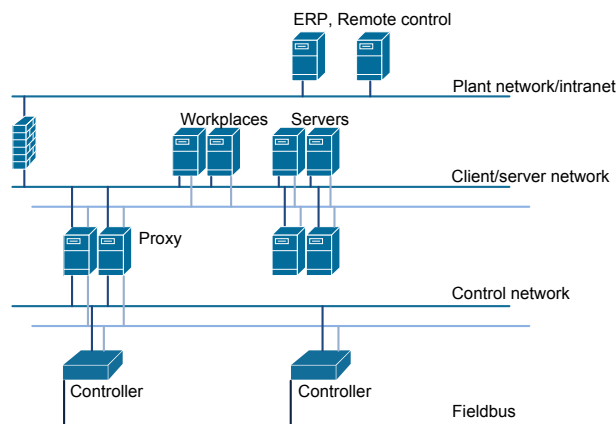 ERP, Remote control
Plant network/intranet
Workplaces
Servers
Client/server network
Proxy
Control network
Controller
Controller
Fieldbus